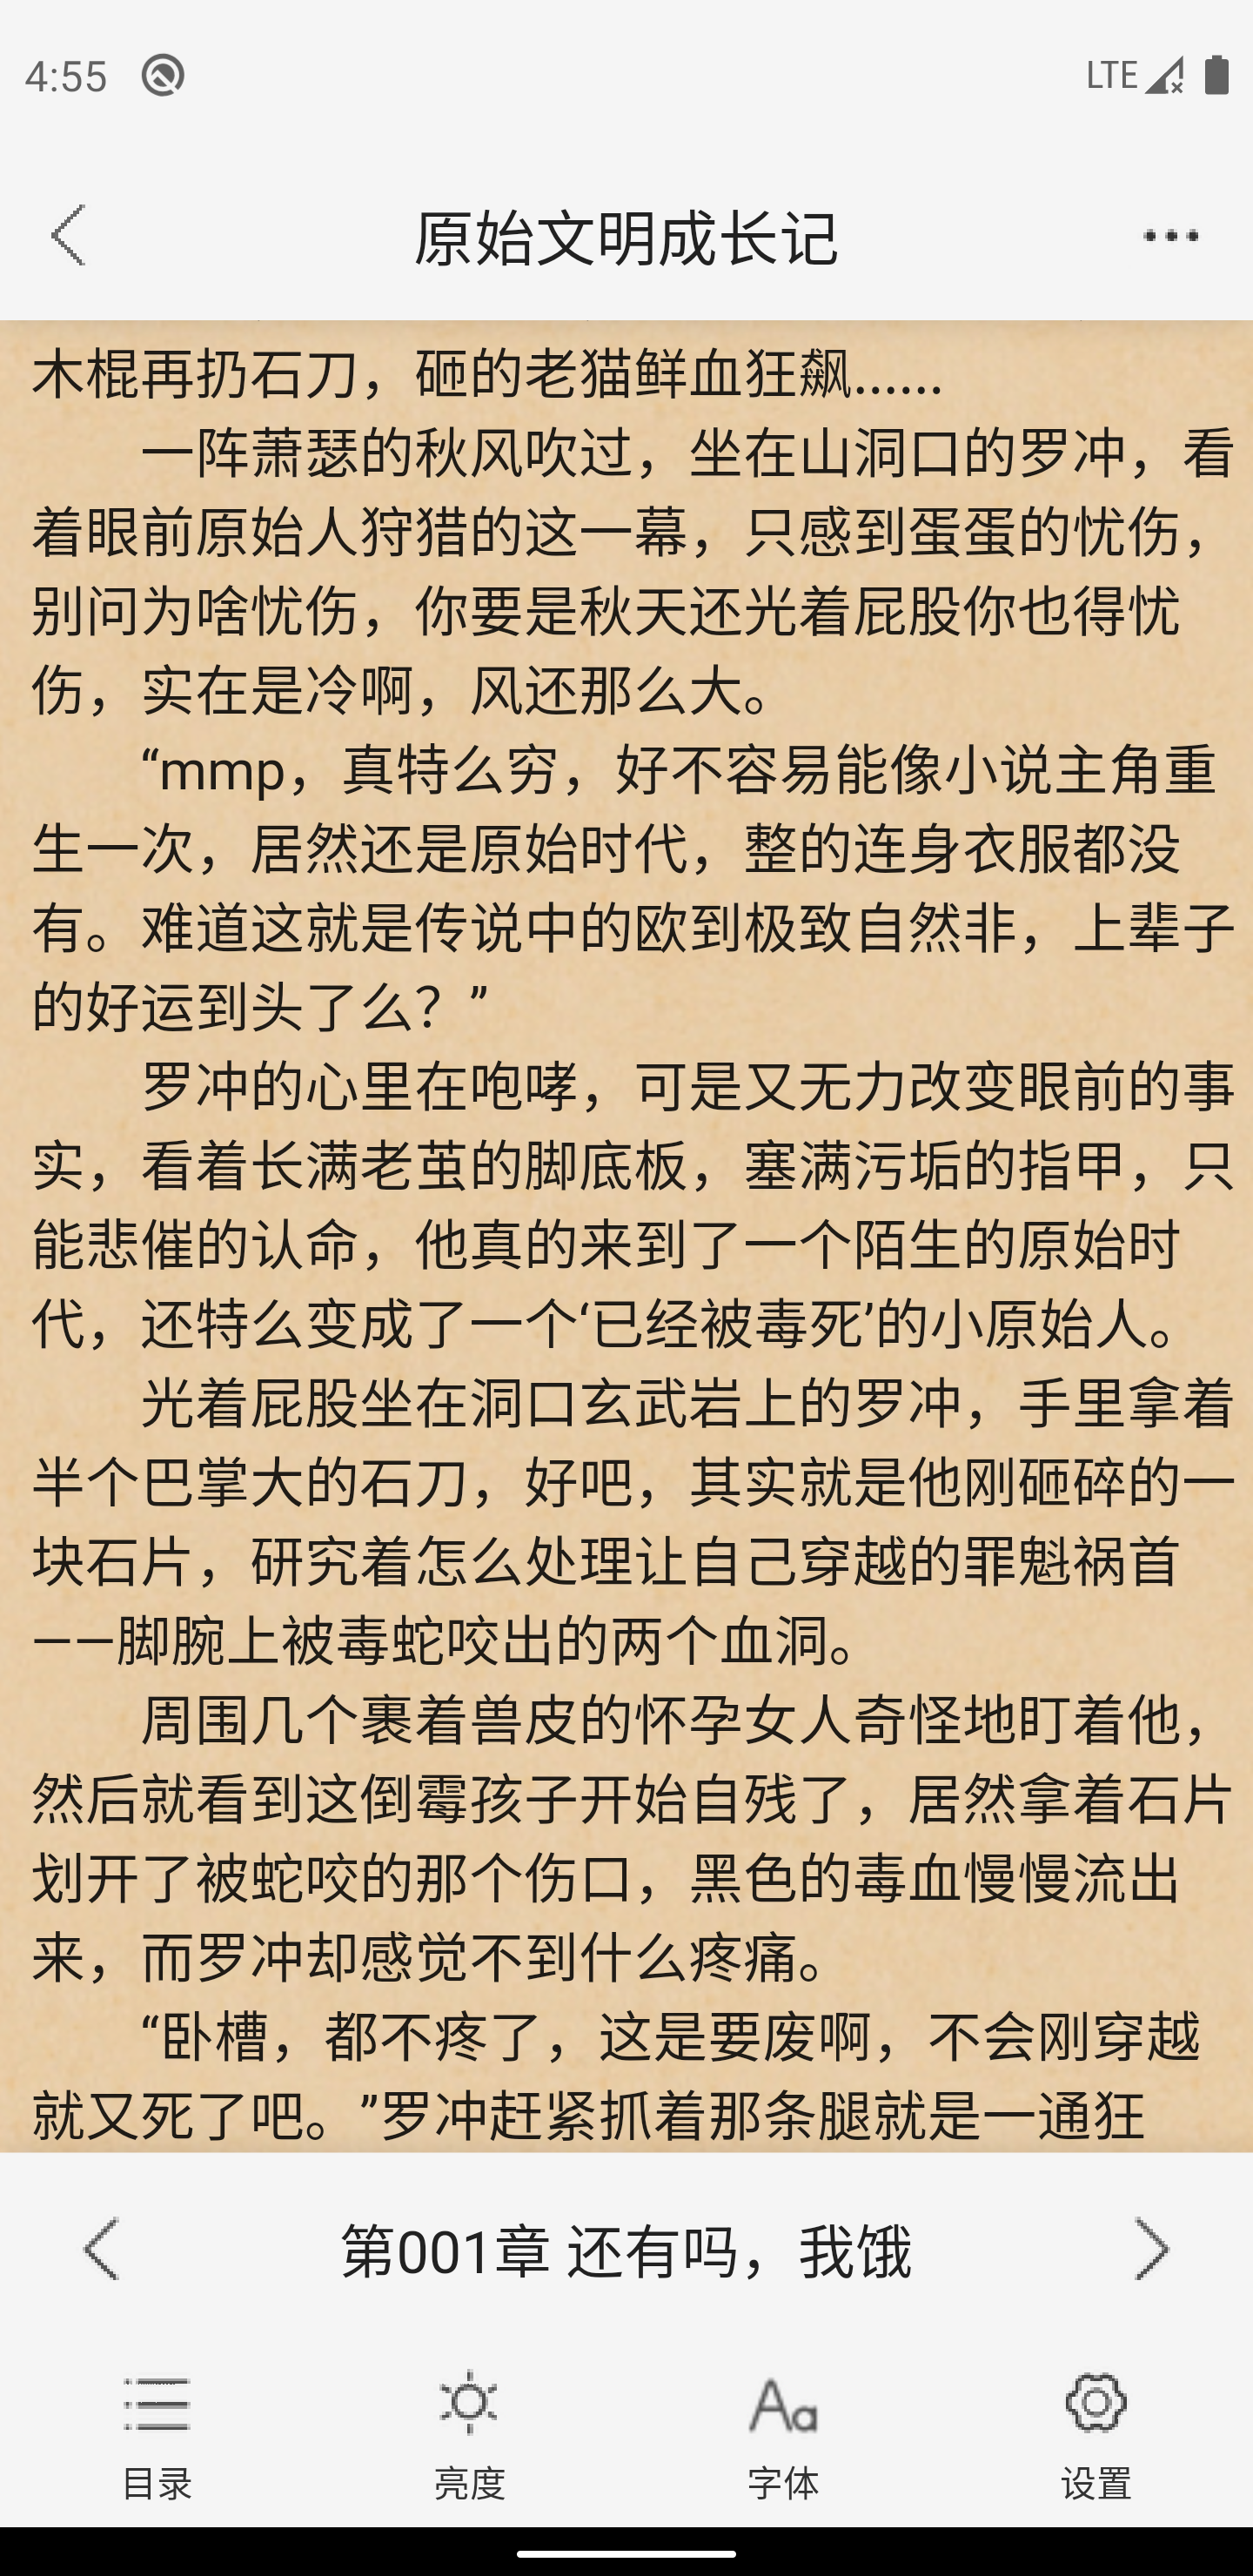 4:55
LTE
原始文明成长记
木棍再扔石刀，砸的老猫鲜血狂飙......
一阵萧瑟的秋风吹过，坐在山洞口的罗冲，看
着眼前原始人狩猎的这一幕，只感到蛋蛋的忧伤，
别问为啥忧伤，你要是秋天还光着屁股你也得忧
伤，实在是冷啊，风还那么大。
“mmp，真特么穷，好不容易能像小说主角重
生一次，居然还是原始时代，整的连身衣服都没
有。难道这就是传说中的欧到极致自然非，上辈子
的好运到头了么？”
罗冲的心里在咆哮，可是又无力改变眼前的事
实，看着长满老茧的脚底板，塞满污垢的指甲，只
能悲催的认命，他真的来到了一个陌生的原始时
代，还特么变成了一个‘已经被毒死’的小原始人。
光着屁股坐在洞口玄武岩上的罗冲，手里拿着
半个巴掌大的石刀，好吧，其实就是他刚砸碎的一
块石片，研究着怎么处理让自己穿越的罪魁祸首
——脚腕上被毒蛇咬出的两个血洞。
周围几个裹着兽皮的怀孕女人奇怪地盯着他，
然后就看到这倒霉孩子开始自残了，居然拿着石片
划开了被蛇咬的那个伤口，黑色的毒血慢慢流出
来，而罗冲却感觉不到什么疼痛。
“卧槽，都不疼了，这是要废啊，不会刚穿越
就又死了吧。”罗冲赶紧抓着那条腿就是一通狂
第001章 还有吗，我饿
目录
亮度
字体
设置